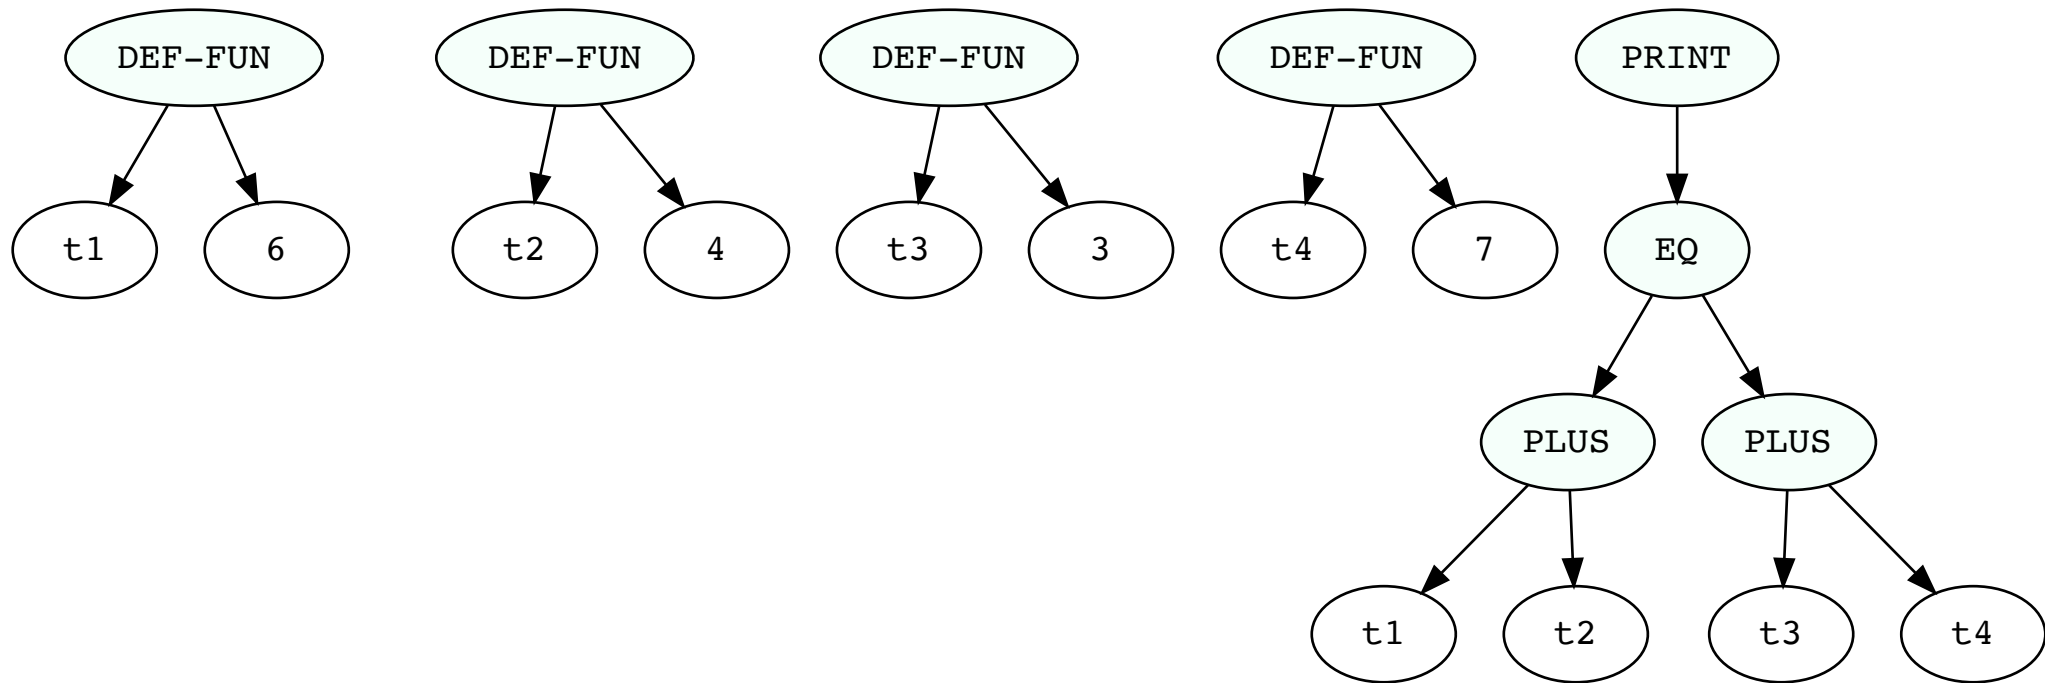 DEF-FUN DEF-FUN DEF-FUN DEF-FUN PRINT
t1 6 t2 4 t3 3 t4 7 EQ
PLUS PLUS
t1 t2 t3 t4